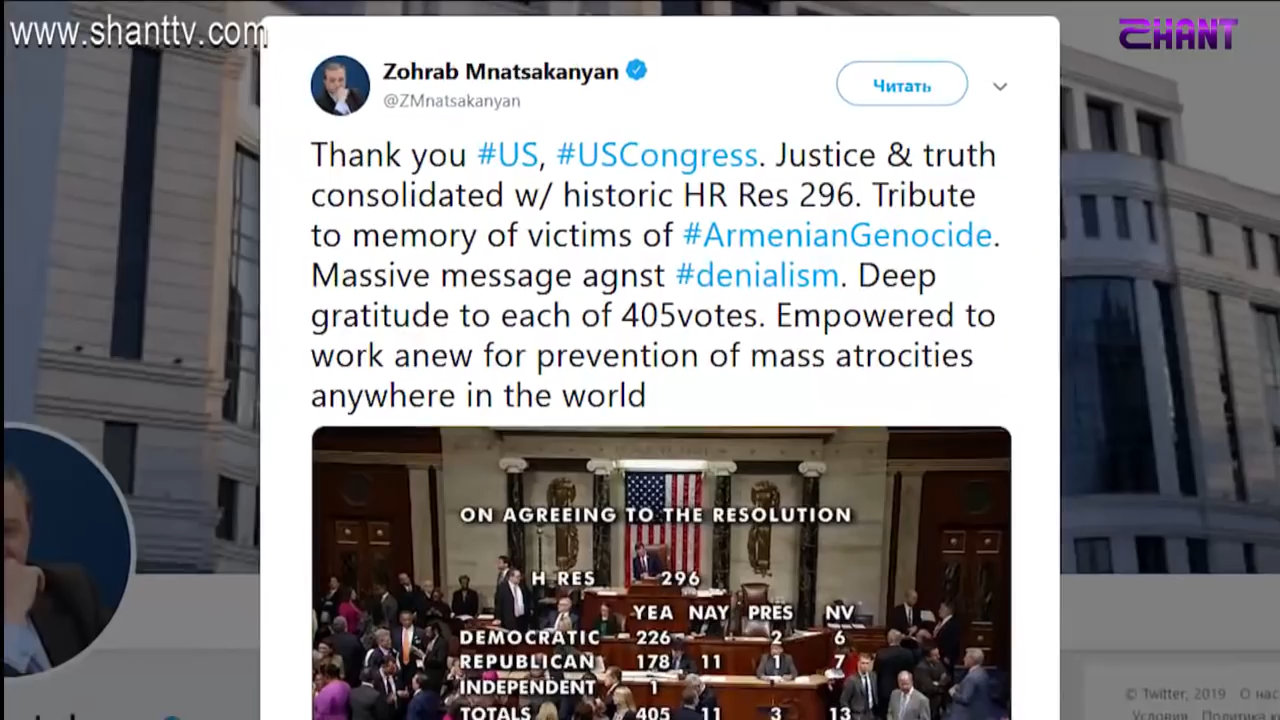 www.shanttv.com
SHANT
Zohrab Mnatsakanyan
@ZMnatsakanyan
Читать
Thank you #US, #USCongress. Justice & truth
consolidated w/ historic HR Res 296. Tribute
to memory of victims of #ArmenianGenocide.
Massive message agnst #denialism. Deep
gratitude to each of 405votes. Empowered to
work anew for prevention of mass atrocities
anywhere in the world
ON AGREEING TO THE RESOLUTION
H RES 296
YEA NAY PRES NV
DEMOCRATIC 226 2 6
REPUBLICAN 178 11 1 7
INDEPENDENT 1
TOTALS 405 11 3 13
© Twitter, 2019 О нас
Условия Политика к